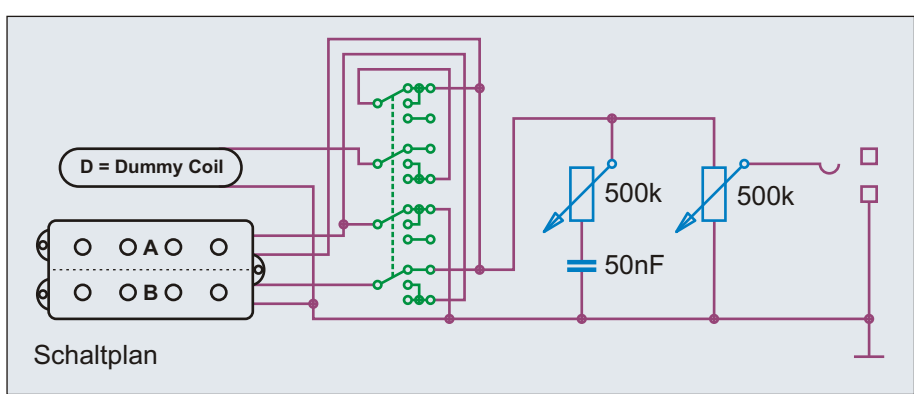 D = Dummy Coil
A
B
500k
500k
50nF
Schaltplan